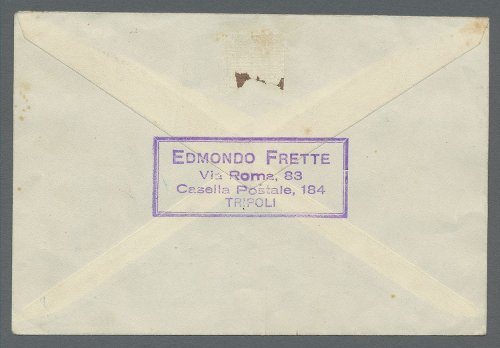 EDMONDO FRETTE
Via Roma, 83
Casella Postale, 184
TRIPOLI